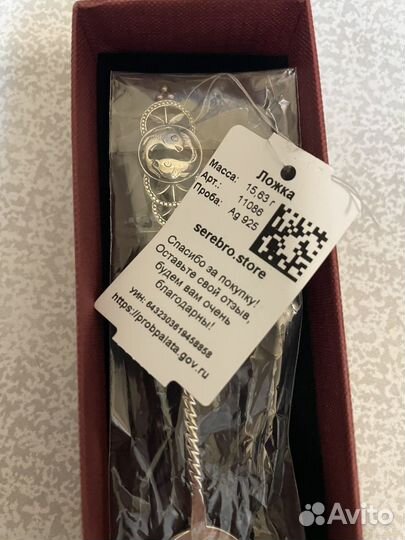 Ложка
Масса: 15,63 г
Арт.: 11086
Проба: Ag 925
serebro.store
Спасибо за покупку!
Оставьте свой отзыв,
будем вам очень
благодарны!
УИН: 6432303619458858
https://probpalata.gov.ru
Avito